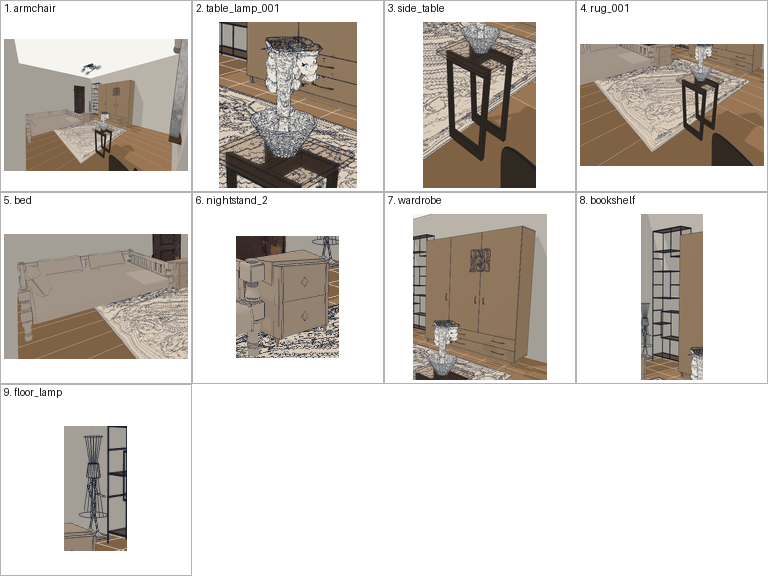 1. armchair
2. table_lamp_001
3. side_table
4. rug_001
5. bed
6. nightstand_2
7. wardrobe
8. bookshelf
9. floor_lamp